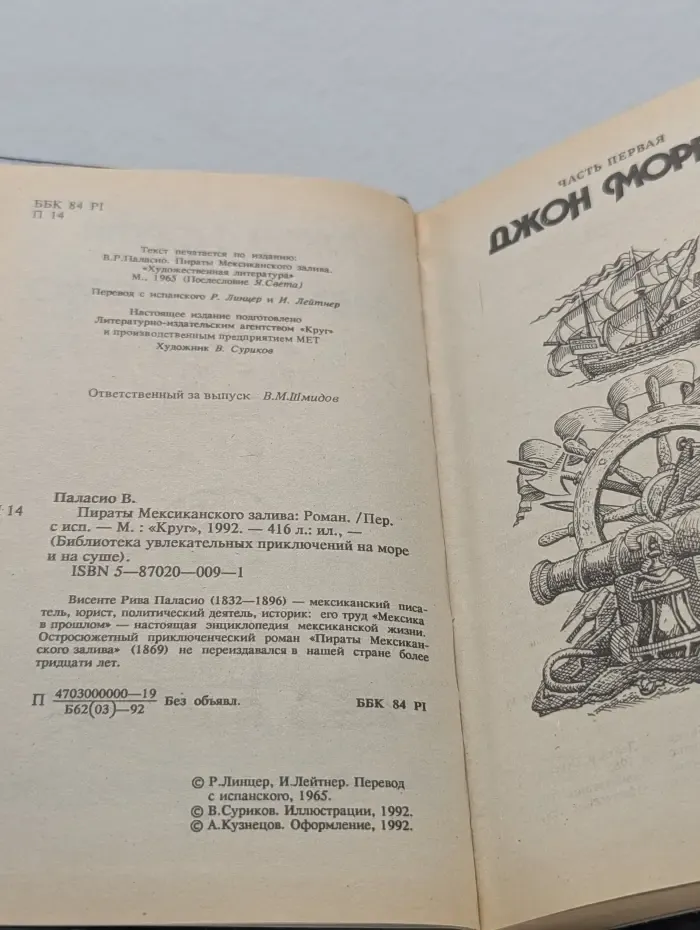 ББК 84 РІ
П 14
Текст печатается по изданию:
В.Р.Паласио. Пираты Мексиканского залива.
«Художественная литература»
М., 1965 (Послесловие Я.Света)
Перевод с испанского Р. Линцер и И. Лейтнер
Настоящее издание подготовлено
Литературно-издательским агентством «Круг»
и производственным предприятием МЕТ
Художник В. Суриков
Ответственный за выпуск В.М.Шмидов
14
Паласио В.
Пираты Мексиканского залива: Роман. /Пер.
с исп. — М. : «Круг», 1992. — 416 л.: ил., —
(Библиотека увлекательных приключений на море
и на суше).
ISBN 5—87020—009—1
Висенте Рива Паласио (1832—1896) — мексиканский писа-
тель, юрист, политический деятель, историк: его труд «Мексика
в прошлом» — настоящая энциклопедия мексиканской жизни.
Остросюжетный приключенческий роман «Пираты Мексикан-
ского залива» (1869) не переиздавался в нашей стране более
тридцати лет.
П 4703000000—19 Без объявл. ББК 84 РІ
Б62(03)—92
© Р.Линцер, И.Лейтнер. Перевод
с испанского, 1965.
© В.Суриков. Иллюстрации, 1992.
© А.Кузнецов. Оформление, 1992.
ЧАСТЬ ПЕРВАЯ
ДЖОН МОРГ